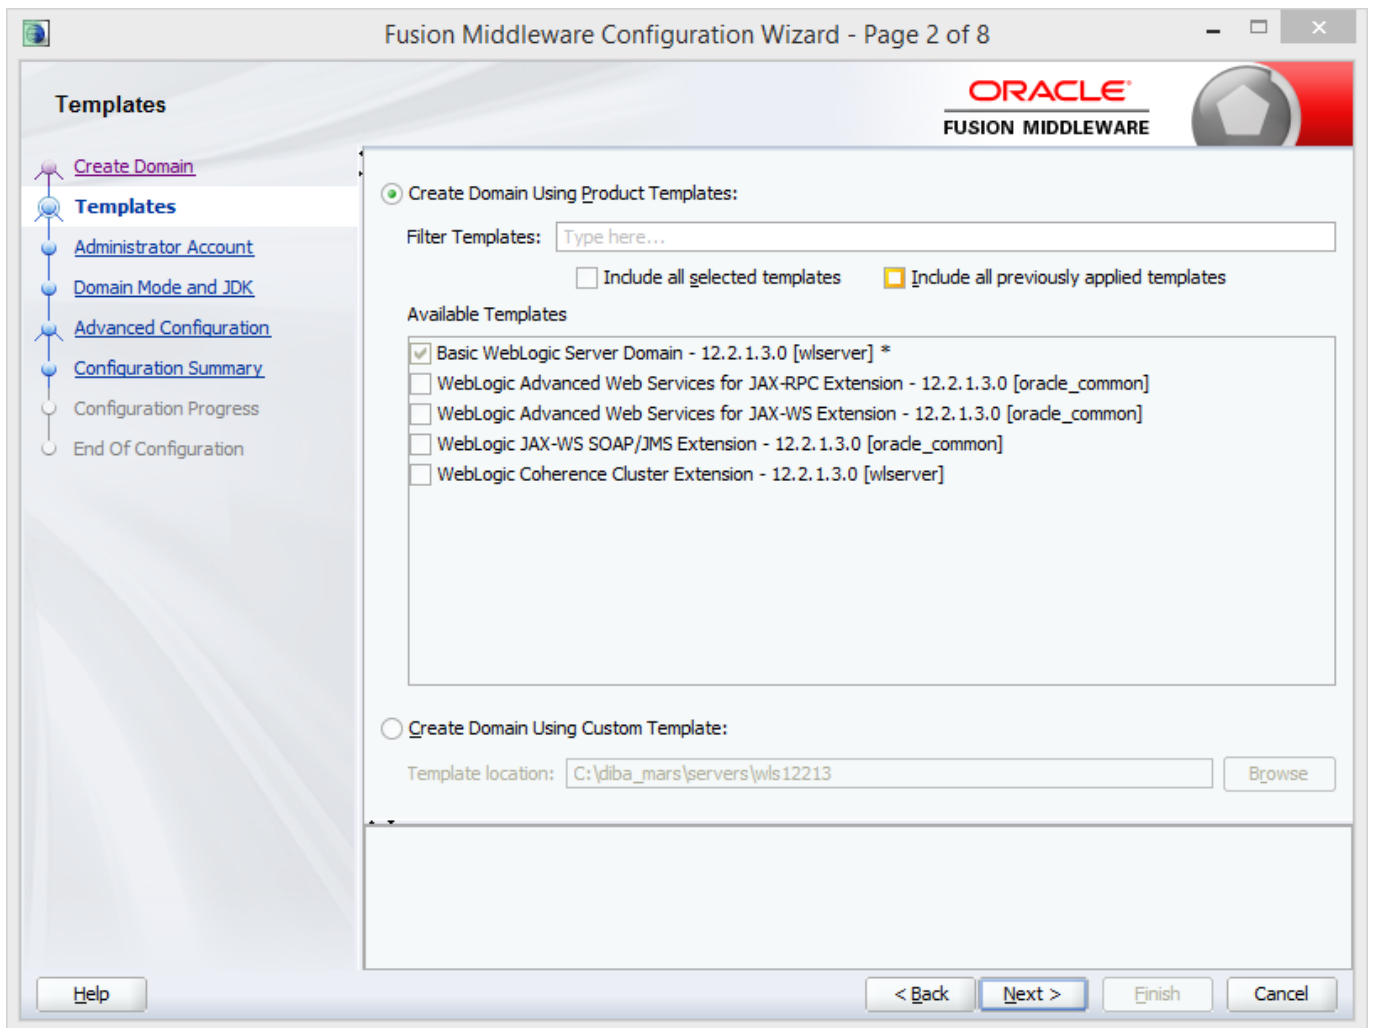 Fusion Middleware Configuration Wizard - Page 2 of 8
Templates
ORACLE
FUSION MIDDLEWARE
Create Domain
Templates
Administrator Account
Domain Mode and JDK
Advanced Configuration
Configuration Summary
Configuration Progress
End Of Configuration
Create Domain Using Product Templates:
Filter Templates: Type here...
Include all selected templates Include all previously applied templates
Available Templates
Basic WebLogic Server Domain - 12.2.1.3.0 [wlserver] *
WebLogic Advanced Web Services for JAX-RPC Extension - 12.2.1.3.0 [oracle_common]
WebLogic Advanced Web Services for JAX-WS Extension - 12.2.1.3.0 [oracle_common]
WebLogic JAX-WS SOAP/JMS Extension - 12.2.1.3.0 [oracle_common]
WebLogic Coherence Cluster Extension - 12.2.1.3.0 [wlserver]
Create Domain Using Custom Template:
Template location: C:\diba_mars\servers\wls12213 Browse
Help < Back Next > Finish Cancel